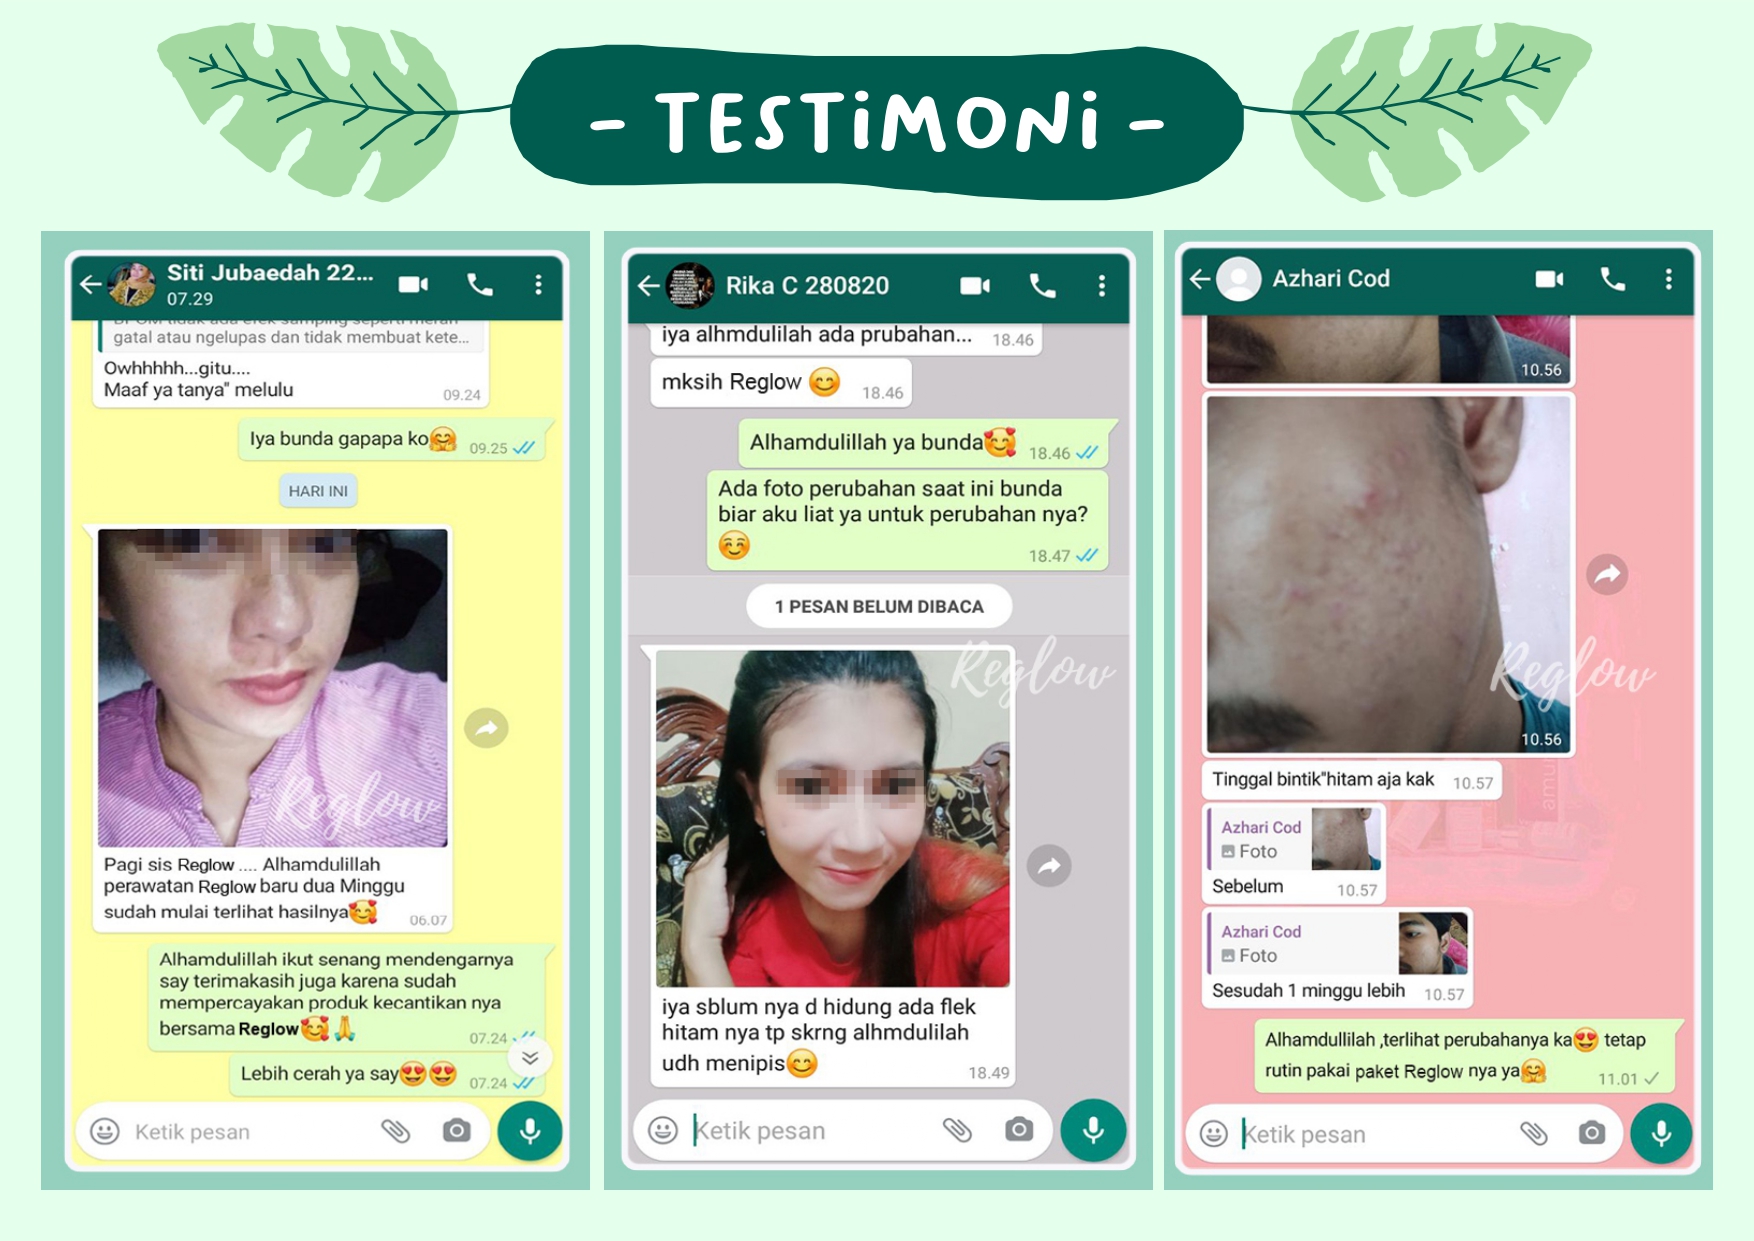 - TESTiMONi -
Siti Jubaedah 22...
07.29
gatal atau ngelupas dan tidak membuat kete...
Owhhhhh...gitu....
Maaf ya tanya" melulu
09.24
Iya bunda gapapa ko🤗 09.25
HARI INI
Reglow
Pagi sis Reglow .... Alhamdulillah
perawatan Reglow baru dua Minggu
sudah mulai terlihat hasilnya🥰 06.07
Alhamdulillah ikut senang mendengarnya
say terimakasih juga karena sudah
mempercayakan produk kecantikan nya
bersama Reglow🥰🙏 07.24
Lebih cerah ya say😍😍 07.24
Ketik pesan
Rika C 280820
iya alhmdulilah ada prubahan... 18.46
mksih Reglow 😊 18.46
Alhamdulillah ya bunda🥰 18.46
Ada foto perubahan saat ini bunda
biar aku liat ya untuk perubahan nya?
☺️ 18.47
1 PESAN BELUM DIBACA
Reglow
iya sblum nya d hidung ada flek
hitam nya tp skrng alhmdulilah
udh menipis😊 18.49
Ketik pesan
Azhari Cod
10.56
Reglow
10.56
Tinggal bintik"hitam aja kak 10.57
Azhari Cod
Foto
Sebelum 10.57
Azhari Cod
Foto
Sesudah 1 minggu lebih 10.57
Alhamdullilah ,terlihat perubahanya ka😍 tetap
rutin pakai paket Reglow nya ya🤗 11.01
Ketik pesan